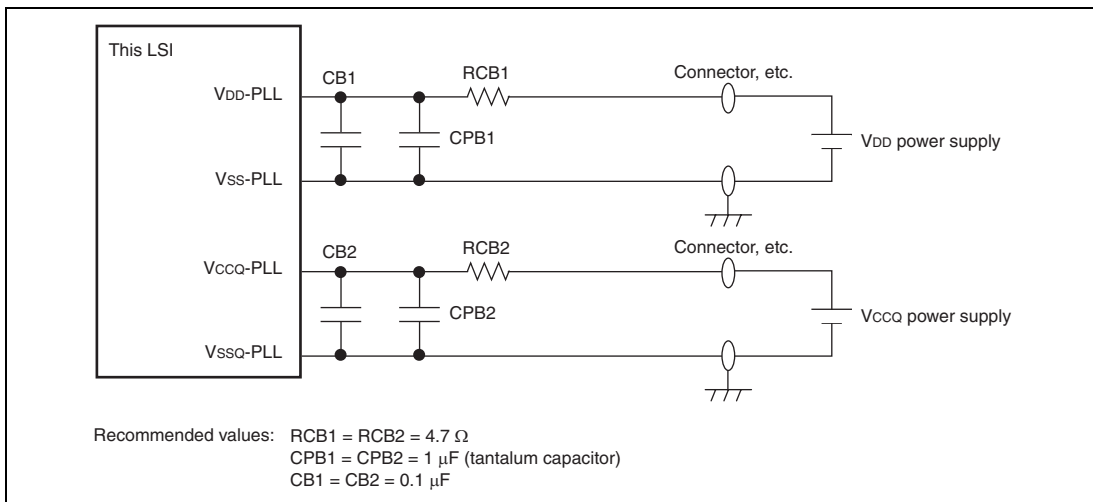 This LSI
CB1
RCB1
Connector, etc.
VDD-PLL
CPB1
VDD power supply
VSS-PLL
CB2
RCB2
Connector, etc.
VCCQ-PLL
CPB2
VCCQ power supply
VSSQ-PLL
Recommended values: RCB1 = RCB2 = 4.7 Ω
CPB1 = CPB2 = 1 μF (tantalum capacitor)
CB1 = CB2 = 0.1 μF